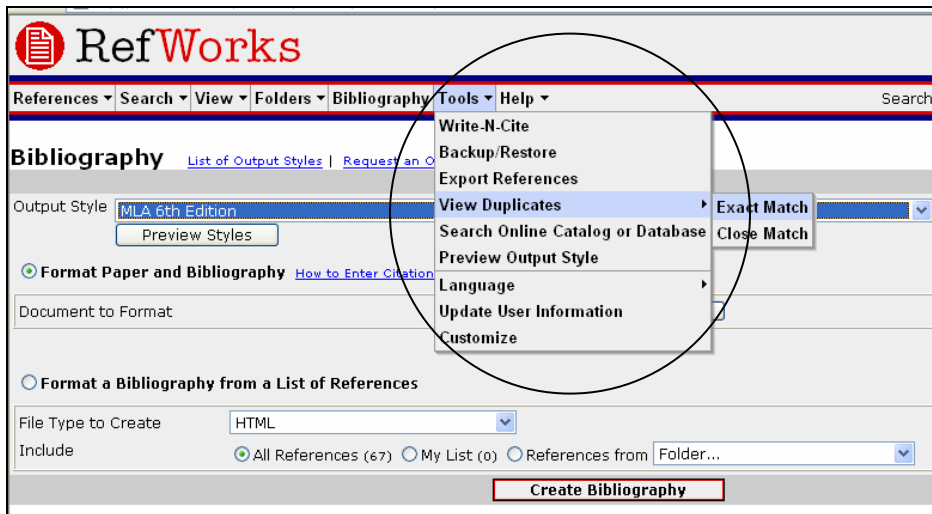 RefWorks
References Search View Folders Bibliography Tools Help Search
Write-N-Cite
Backup/Restore
Export References
View Duplicates
Exact Match
Close Match
Search Online Catalog or Database
Preview Output Style
Language
Update User Information
Customize
Bibliography List of Output Styles | Request an O
Output Style MLA 6th Edition
Preview Styles
Format Paper and Bibliography How to Enter Citation
Document to Format
Format a Bibliography from a List of References
File Type to Create HTML
Include All References (67) My List (0) References from Folder...
Create Bibliography